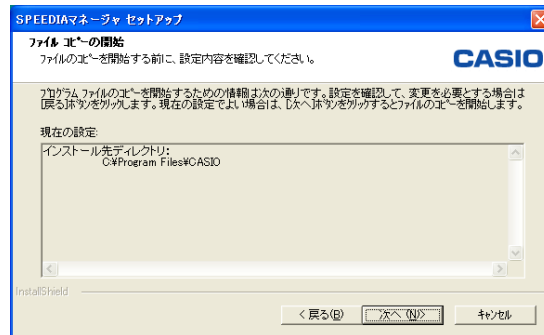 SPEEDIAマネージャ セットアップ
ファイル コピーの開始
ファイルのコピーを開始する前に、設定内容を確認してください。
CASIO
プログラム ファイルのコピーを開始するための情報は次の通りです。設定を確認して、変更を必要とする場合は
[戻る]ボタンをクリックします。現在の設定でよい場合は、[次へ]ボタンをクリックするとファイルのコピーを開始します。
現在の設定:
インストール先ディレクトリ:
C:¥Program Files¥CASIO
InstallShield
< 戻る(B)
次へ (N)>
キャンセル